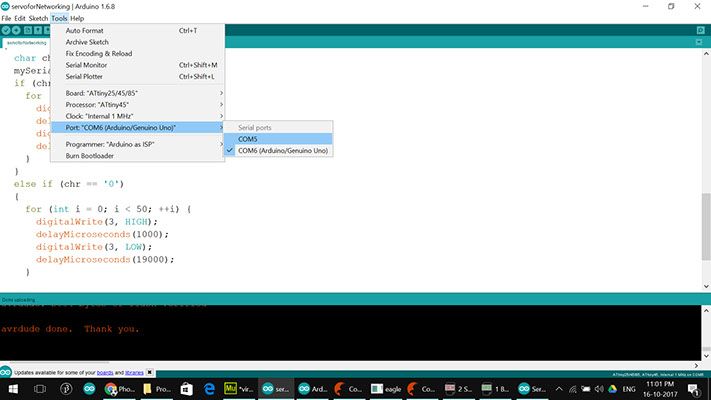 servoforNetworking | Arduino 1.6.8
File Edit Sketch Tools Help
servoforNetworking
Auto Format Ctrl+T
Archive Sketch
Fix Encoding & Reload
Serial Monitor Ctrl+Shift+M
Serial Plotter Ctrl+Shift+L
Board: "ATtiny25/45/85"
Processor: "ATtiny45"
Clock: "Internal 1 MHz"
Port: "COM6 (Arduino/Genuino Uno)"
Programmer: "Arduino as ISP"
Burn Bootloader
Serial ports
COM5
COM6 (Arduino/Genuino Uno)
char ch
mySeria
if (chr
for
dig
del
dig
del
}
}
else if (chr == '0')
{
for (int i = 0; i < 50; ++i) {
digitalWrite(3, HIGH);
delayMicroseconds(1000);
digitalWrite(3, LOW);
delayMicroseconds(19000);
}
Done uploading
avrdude done.  Thank you.
Updates available for some of your boards and libraries
ATtiny25/45/85, ATtiny45, Internal 1 MHz on COM6
Pho...
Pro...
Mu
"vir...
ser...
Ard...
Co...
eagle
Co...
2 S...
1 B...
Se...
ENG
11:01 PM
16-10-2017